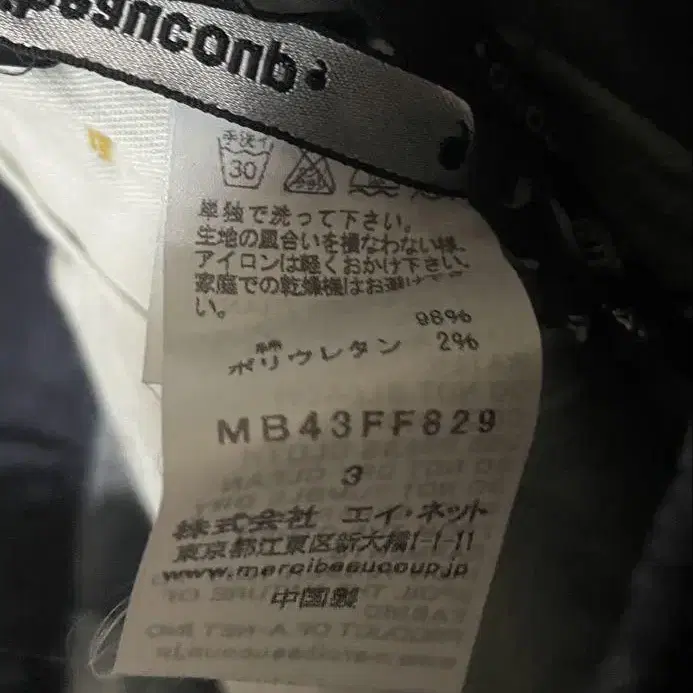 beaucoup,
手洗イ
30
単独で洗って下さい。
生地の風合いを損なわない様、
アイロンは軽くおかけ下さい。
家庭での乾燥機はお避け下さ
い。
綿 98%
ポリウレタン 2%
MB43FF829
3
株式会社 エイ・ネット
東京都江東区新大橋1-1-11
www.mercibeaucoup.jp
中国製